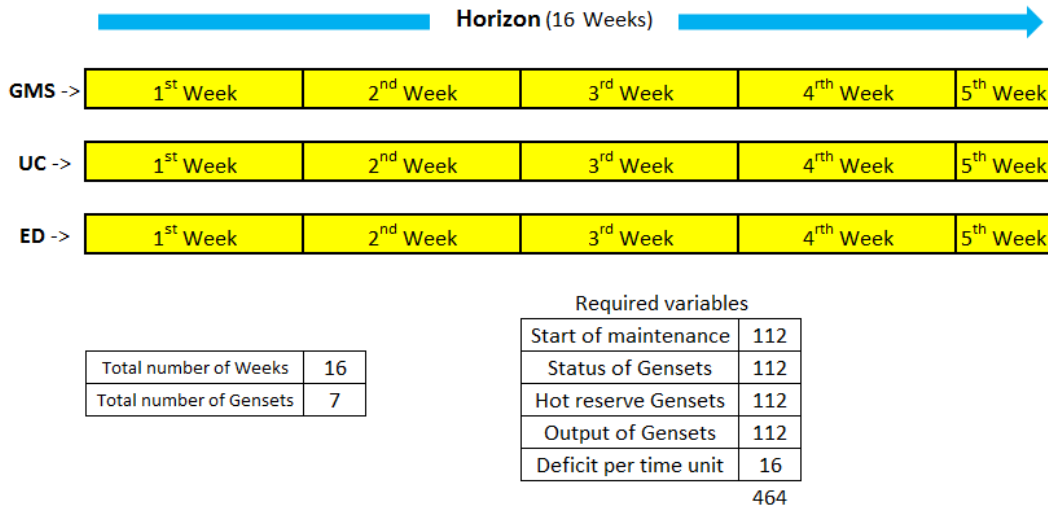 Horizon (16 Weeks)
GMS -> 1st Week 2nd Week 3rd Week 4rth Week 5th Week
UC -> 1st Week 2nd Week 3rd Week 4rth Week 5th Week
ED -> 1st Week 2nd Week 3rd Week 4rth Week 5th Week
Total number of Weeks 16
Total number of Gensets 7
Required variables
Start of maintenance 112
Status of Gensets 112
Hot reserve Gensets 112
Output of Gensets 112
Deficit per time unit 16
464